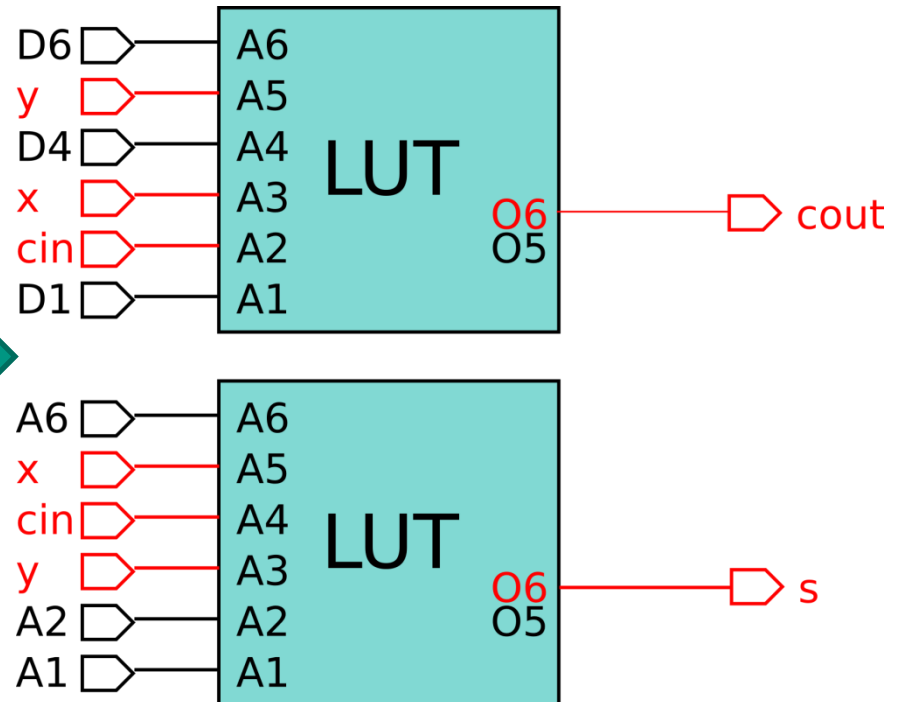 D6 A6
y A5
D4 A4
x A3
cin A2
D1 A1
LUT
O6 cout
O5
A6 A6
x A5
cin A4
y A3
A2 A2
A1 A1
LUT
O6 s
O5